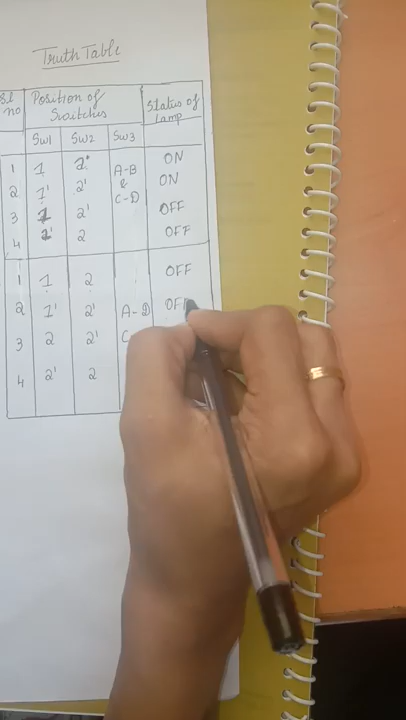 Truth Table
Sl no Position of Switches Status of Lamp
SW1 SW2 SW3
1 1 2' A-B ON
2 1' 2' & ON
3 1 2' C-D OFF
4 2' 2 OFF
1 1 2 OFF
2 1' 2' A-D OF
3 2 2' C
4 2' 2